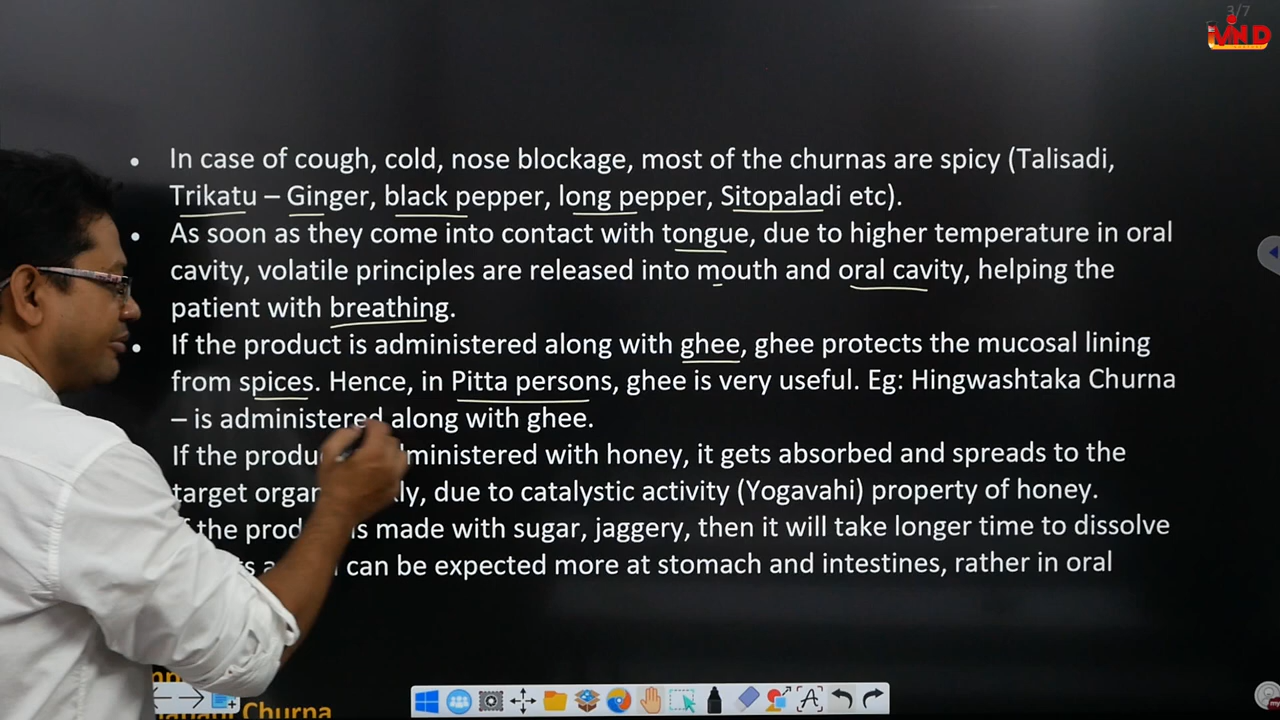 3/7
MND
• In case of cough, cold, nose blockage, most of the churnas are spicy (Talisadi,
Trikatu – Ginger, black pepper, long pepper, Sitopaladi etc).
• As soon as they come into contact with tongue, due to higher temperature in oral
cavity, volatile principles are released into mouth and oral cavity, helping the
patient with breathing.
• If the product is administered along with ghee, ghee protects the mucosal lining
from spices. Hence, in Pitta persons, ghee is very useful. Eg: Hingwashtaka Churna
– is administered along with ghee.
If the with honey, it gets absorbed and spreads to the
target due to catalystic activity (Yogavahi) property of honey.
the is made with sugar, jaggery, then it will take longer time to dissolve
can be expected more at stomach and intestines, rather in oral
Churna